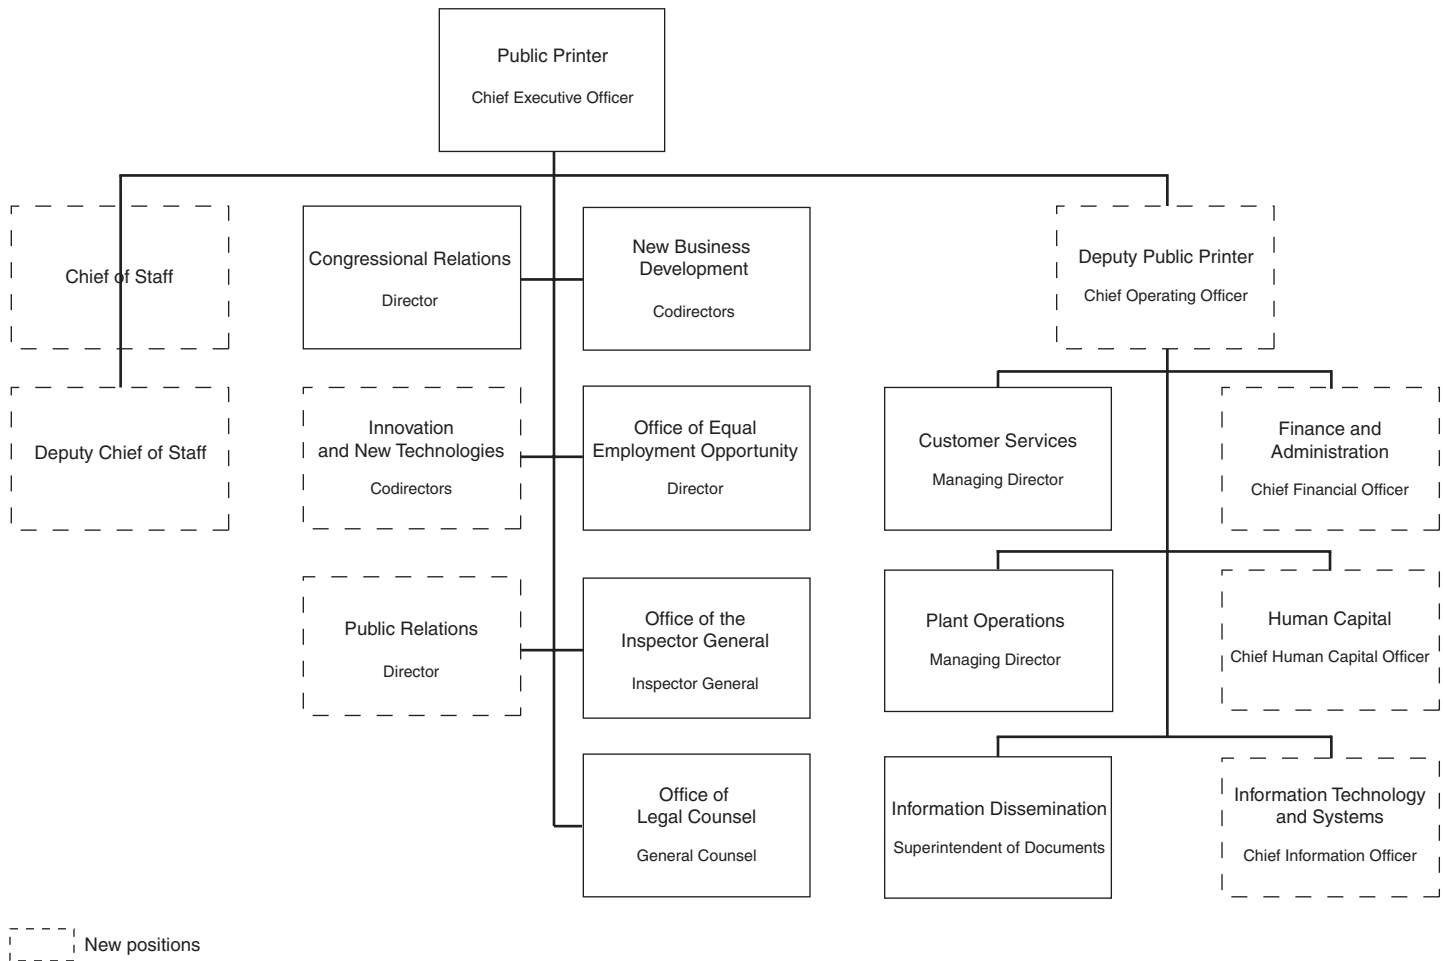 Public Printer
Chief Executive Officer
Chief of Staff
Deputy Chief of Staff
Congressional Relations
Director
New Business
Development
Codirectors
Innovation
and New Technologies
Codirectors
Office of Equal
Employment Opportunity
Director
Public Relations
Director
Office of the
Inspector General
Inspector General
Office of
Legal Counsel
General Counsel
Deputy Public Printer
Chief Operating Officer
Customer Services
Managing Director
Finance and
Administration
Chief Financial Officer
Plant Operations
Managing Director
Human Capital
Chief Human Capital Officer
Information Dissemination
Superintendent of Documents
Information Technology
and Systems
Chief Information Officer
New positions